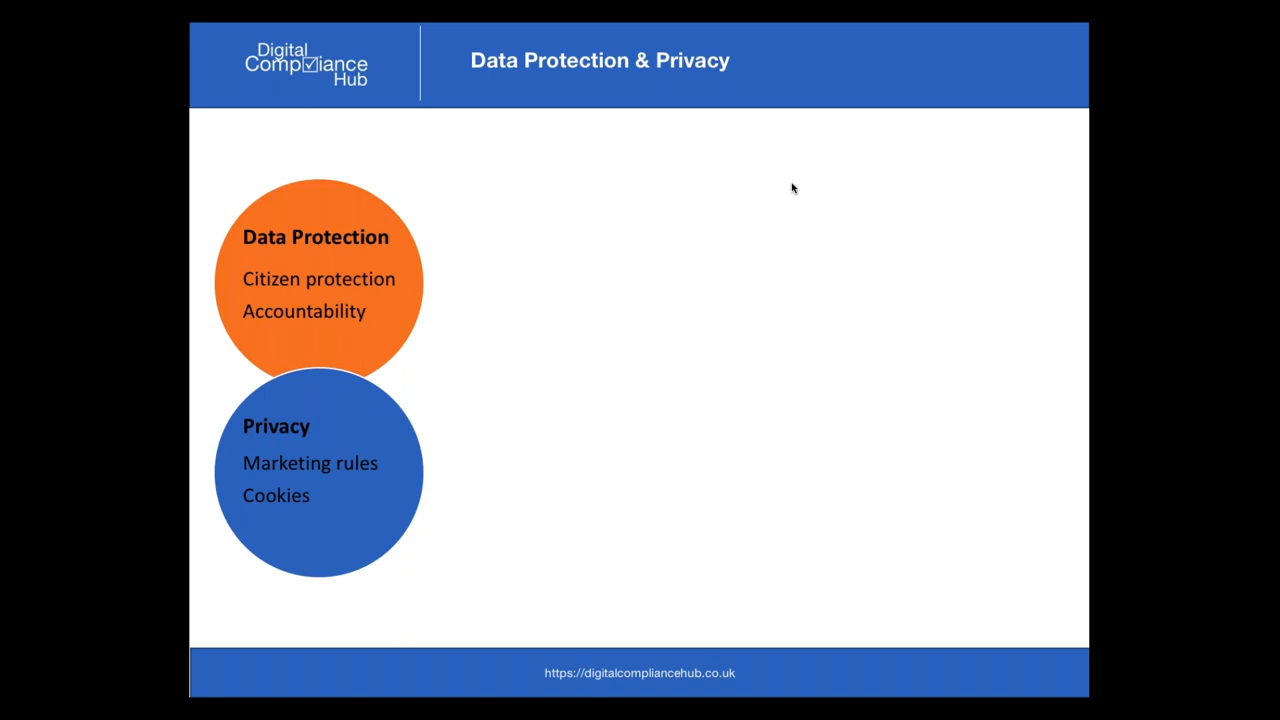 Digital
Compliance
Hub
Data Protection & Privacy
Data Protection
Citizen protection
Accountability
Privacy
Marketing rules
Cookies
https://digitalcompliancehub.co.uk